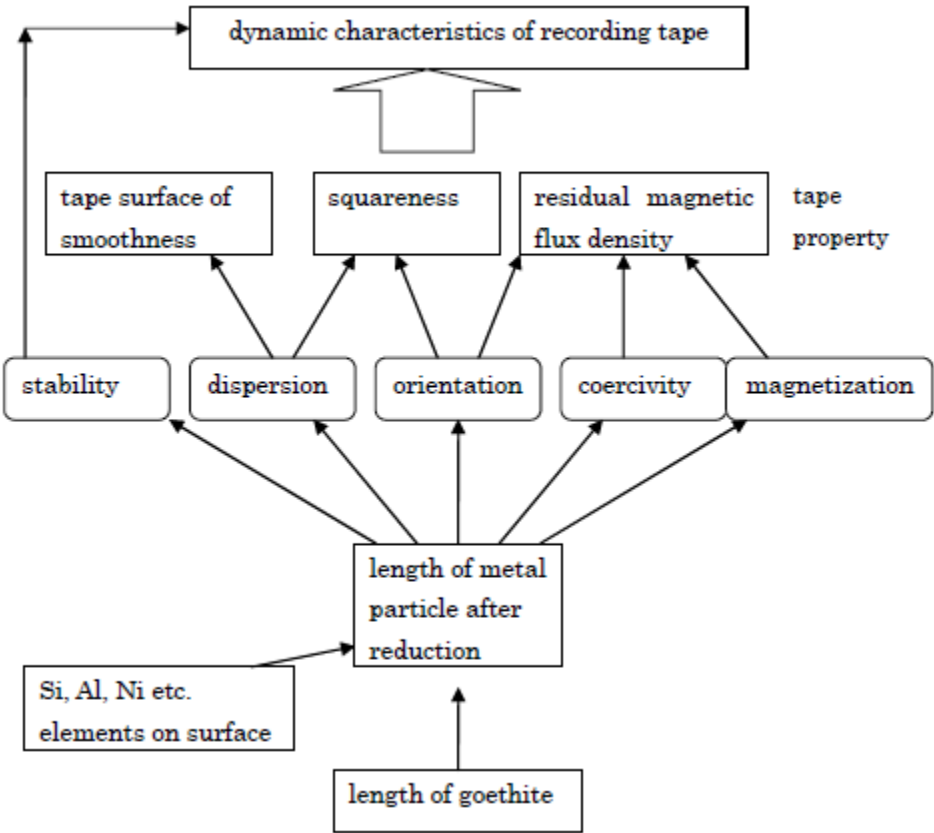 dynamic characteristics of recording tape
tape surface of
smoothness
squareness
residual magnetic
flux density
tape
property
stability
dispersion
orientation
coercivity
magnetization
length of metal
particle after
reduction
Si, Al, Ni etc.
elements on surface
length of goethite